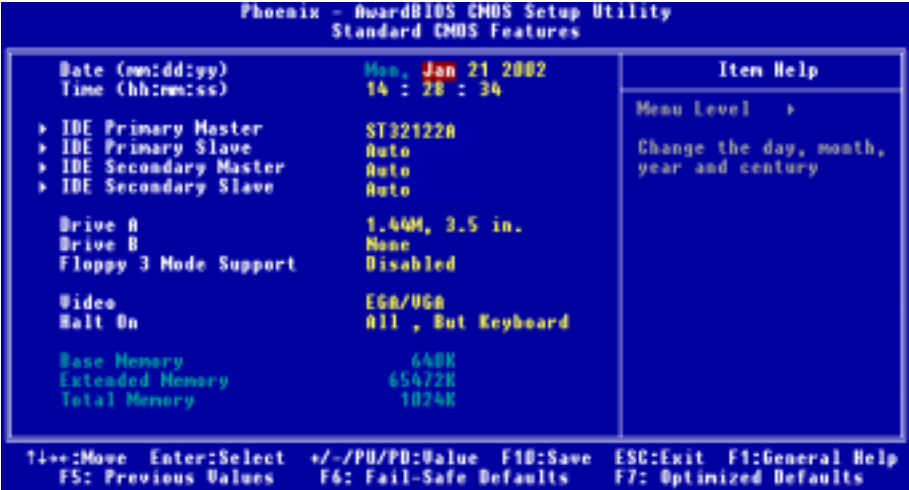 Phoenix - AwardBIOS CMOS Setup Utility
Standard CMOS Features
Date (mm:dd:yy) Mon, Jan 21 2002
Time (hh:mm:ss) 14 : 28 : 34
IDE Primary Master ST32122A
IDE Primary Slave Auto
IDE Secondary Master Auto
IDE Secondary Slave Auto
Drive A 1.44M, 3.5 in.
Drive B None
Floppy 3 Mode Support Disabled
Video EGA/VGA
Halt On All , But Keyboard
Base Memory 640K
Extended Memory 65472K
Total Memory 1024K
Item Help
Menu Level ▸
Change the day, month,
year and century
↑↓→←:Move Enter:Select +/-/PU/PD:Value F10:Save ESC:Exit F1:General Help
F5: Previous Values F6: Fail-Safe Defaults F7: Optimized Defaults